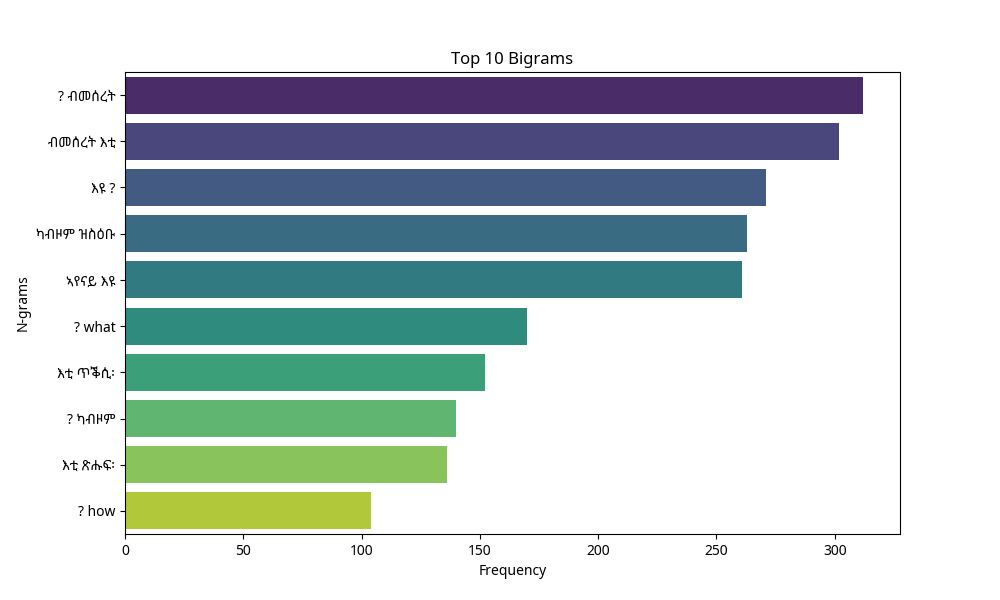 Top 10 Bigrams
? ብመሰረት
ብመሰረት እቲ
እዩ ?
ካብዞም ዝስዕቡ
ኣየናይ እዩ
? what
እቲ ጥቕሲ፡
? ካብዞም
እቲ ጽሑፍ፡
? how
N-grams
0 50 100 150 200 250 300
Frequency